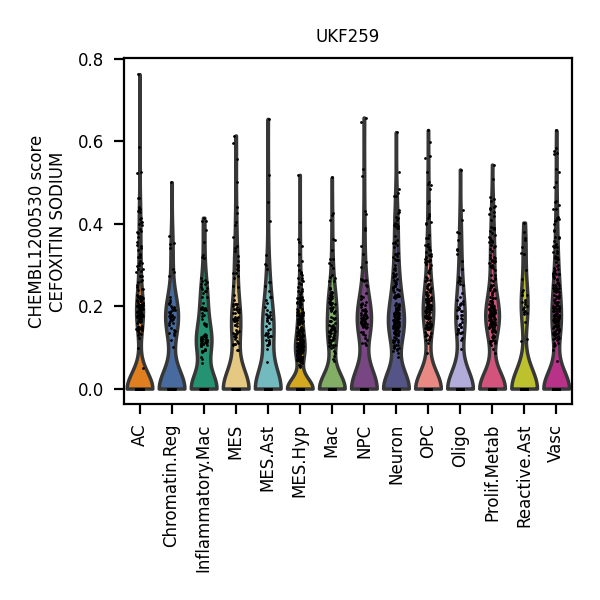 UKF259
CHEMBL1200530 score
CEFOXITIN SODIUM
0.8
0.6
0.4
0.2
0.0
AC
Chromatin.Reg
Inflammatory.Mac
MES
MES.Ast
MES.Hyp
Mac
NPC
Neuron
OPC
Oligo
Prolif.Metab
Reactive.Ast
Vasc